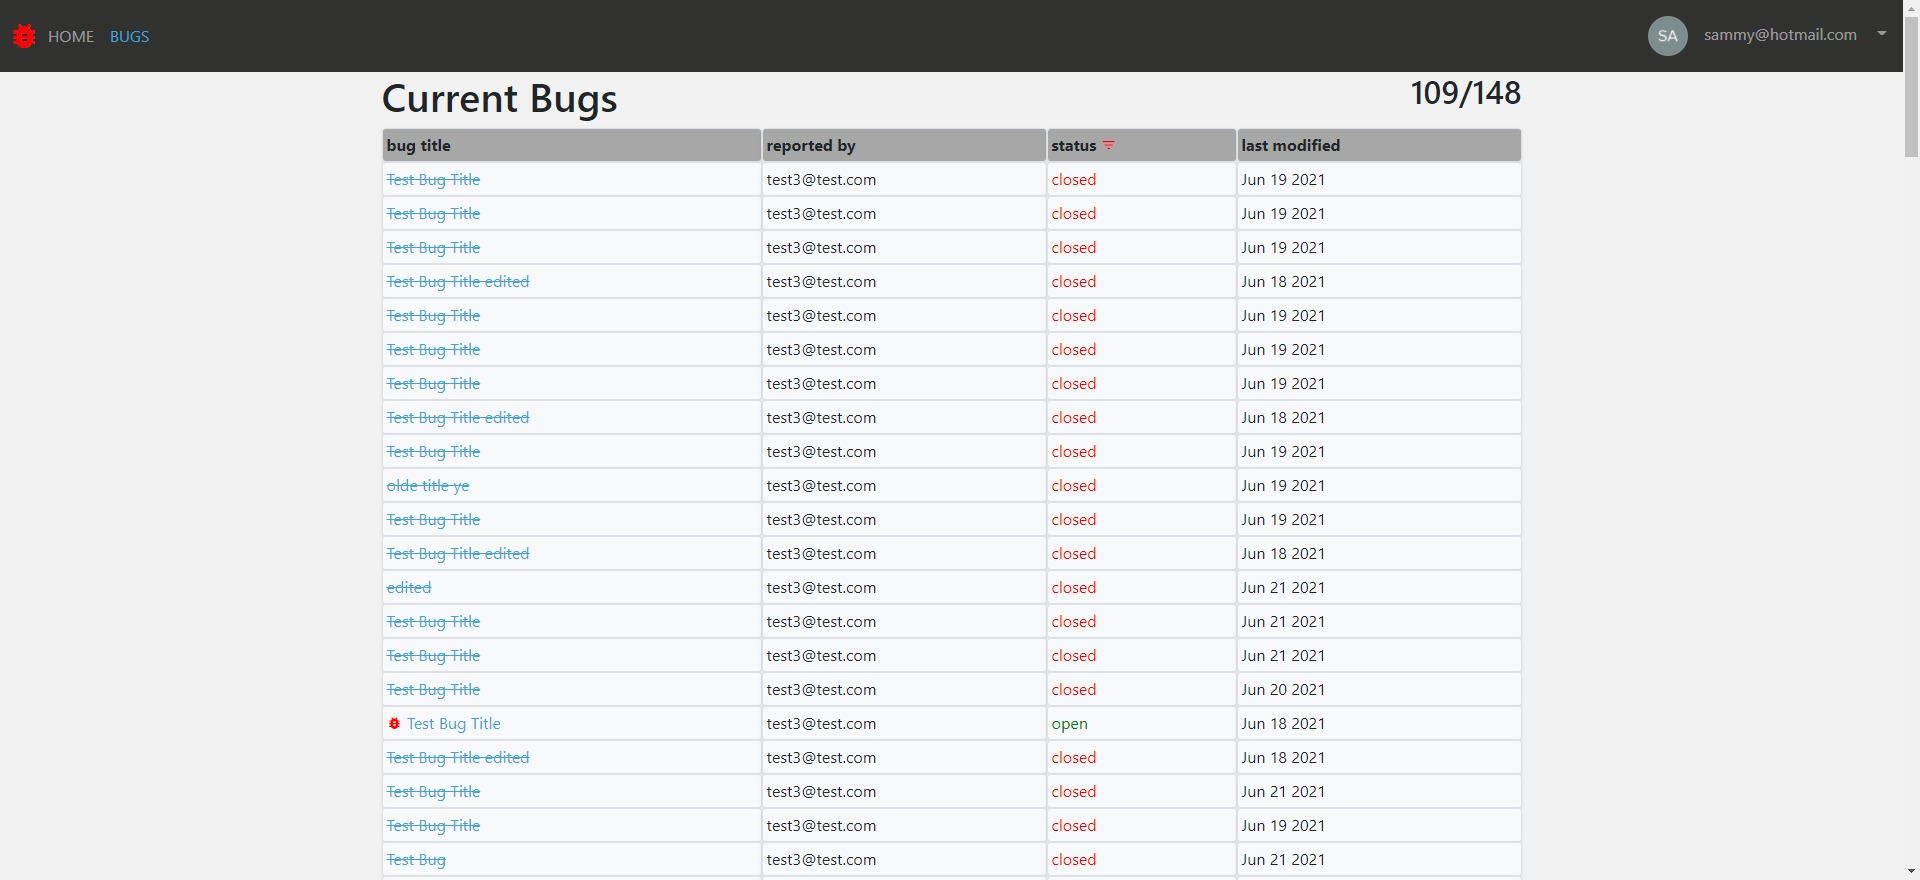 HOME BUGS SA sammy@hotmail.com
Current Bugs 109/148
bug title reported by status last modified
Test Bug Title test3@test.com closed Jun 19 2021
Test Bug Title test3@test.com closed Jun 19 2021
Test Bug Title test3@test.com closed Jun 19 2021
Test Bug Title edited test3@test.com closed Jun 18 2021
Test Bug Title test3@test.com closed Jun 19 2021
Test Bug Title test3@test.com closed Jun 19 2021
Test Bug Title test3@test.com closed Jun 19 2021
Test Bug Title edited test3@test.com closed Jun 18 2021
Test Bug Title test3@test.com closed Jun 19 2021
olde title ye test3@test.com closed Jun 19 2021
Test Bug Title test3@test.com closed Jun 19 2021
Test Bug Title edited test3@test.com closed Jun 18 2021
edited test3@test.com closed Jun 21 2021
Test Bug Title test3@test.com closed Jun 21 2021
Test Bug Title test3@test.com closed Jun 21 2021
Test Bug Title test3@test.com closed Jun 20 2021
Test Bug Title test3@test.com open Jun 18 2021
Test Bug Title edited test3@test.com closed Jun 18 2021
Test Bug Title test3@test.com closed Jun 21 2021
Test Bug Title test3@test.com closed Jun 19 2021
Test Bug test3@test.com closed Jun 21 2021